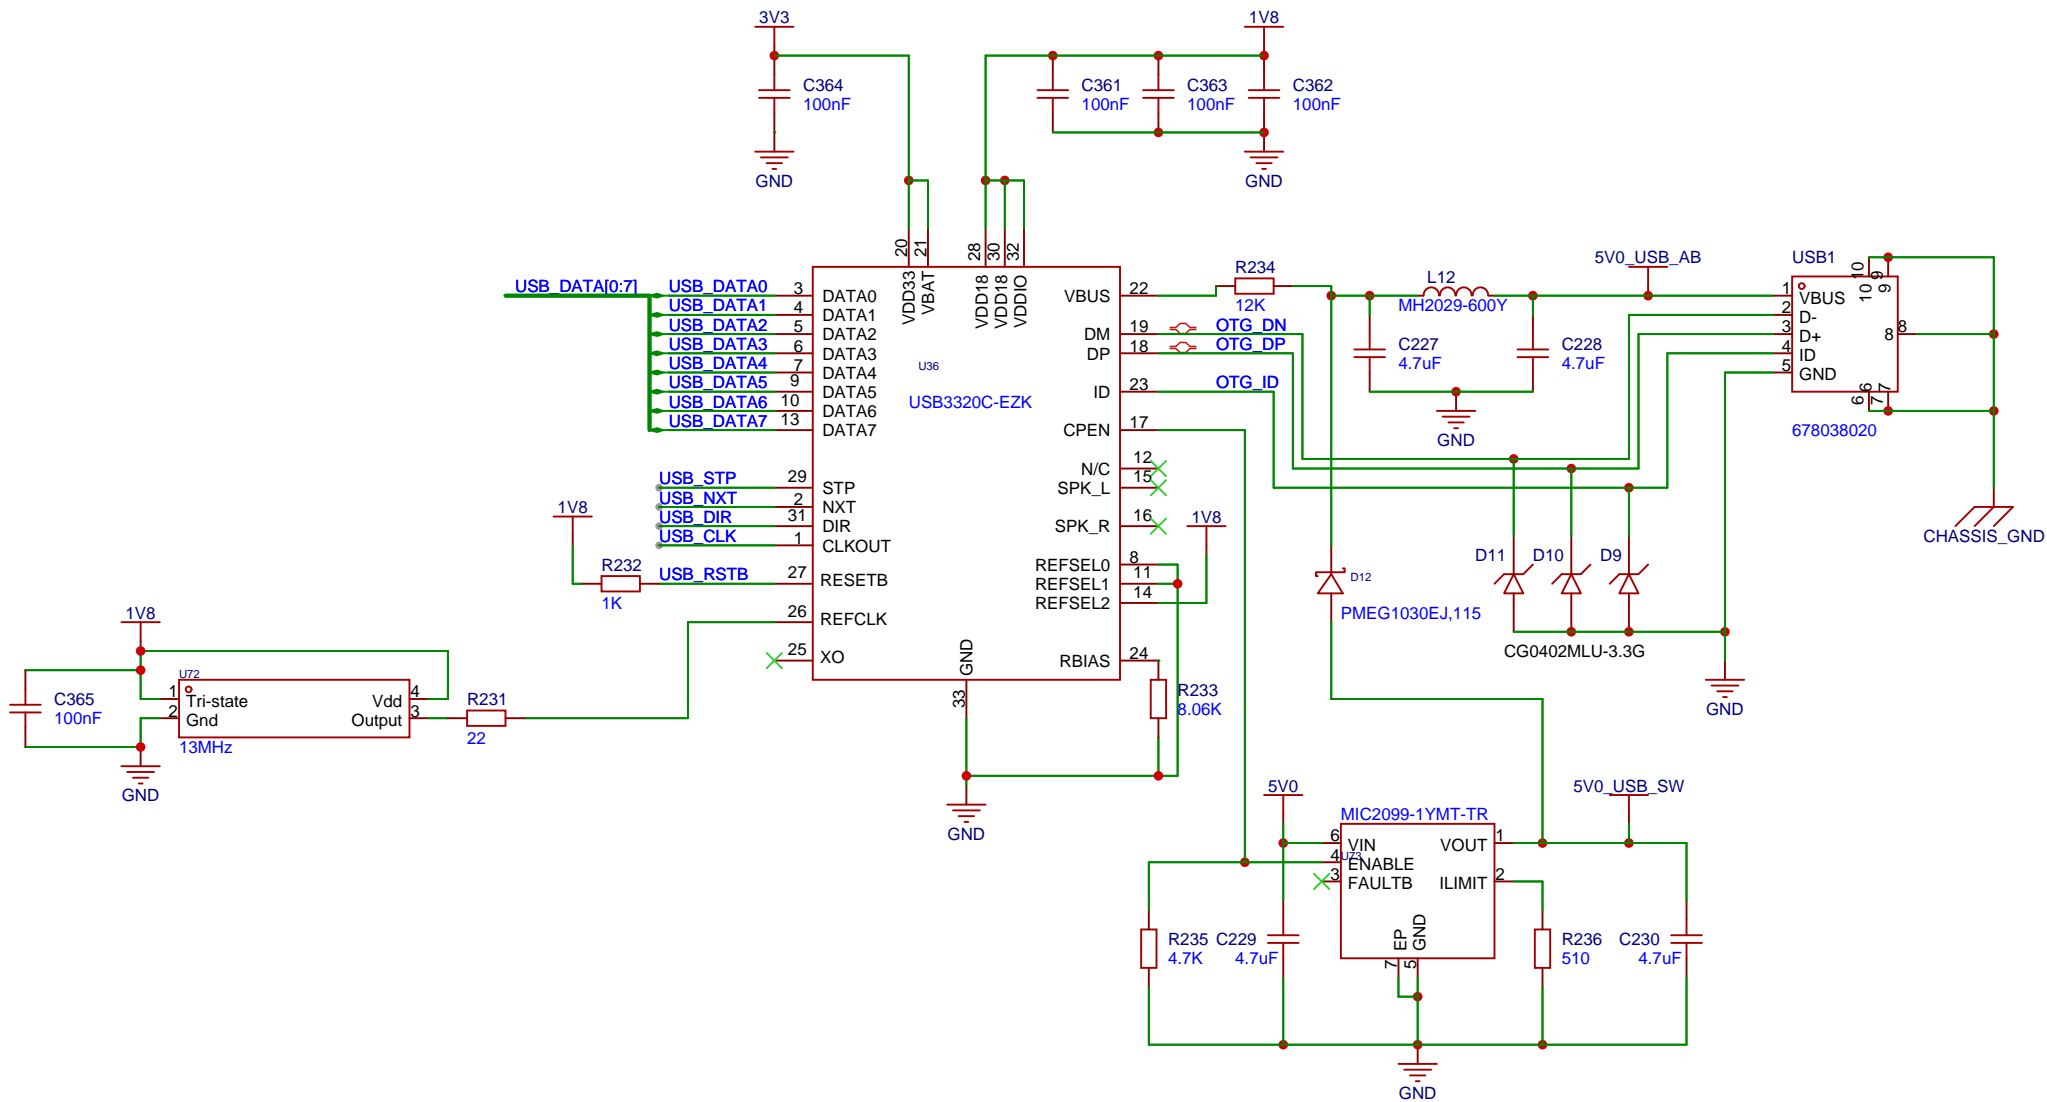 3V3
C364
100nF
GND
1V8
C361
100nF
C363
100nF
C362
100nF
GND
20
21
28
30
32
VDD33
VBAT
VDD18
VDD18
VDDIO
USB_DATA[0:7]
USB_DATA0
3
DATA0
USB_DATA1
4
DATA1
USB_DATA2
5
DATA2
USB_DATA3
6
DATA3
USB_DATA4
7
DATA4
USB_DATA5
9
DATA5
USB_DATA6
10
DATA6
USB_DATA7
13
DATA7
USB_STP
29
STP
USB_NXT
2
NXT
USB_DIR
31
DIR
USB_CLK
1
CLKOUT
1V8
R232
1K
USB_RSTB
27
RESETB
26
REFCLK
25
XO
U36
USB3320C-EZK
VBUS
22
DM
19
OTG_DN
DP
18
OTG_DP
ID
23
OTG_ID
CPEN
17
N/C
12
SPK_L
15
SPK_R
16
1V8
REFSEL0
8
REFSEL1
11
REFSEL2
14
RBIAS
24
R233
8.06K
GND
33
GND
R234
12K
L12
MH2029-600Y
5V0_USB_AB
C227
4.7uF
C228
4.7uF
GND
USB1
10
9
10
9
1
VBUS
2
D-
3
D+
4
ID
5
GND
8
8
6
7
6
7
678038020
CHASSIS_GND
D11
D10
D9
CG0402MLU-3.3G
GND
D12
PMEG1030EJ,115
1V8
C365
100nF
U72
1
Tri-state
2
Gnd
Vdd
4
Output
3
13MHz
GND
R231
22
5V0
5V0_USB_SW
MIC2099-1YMT-TR
U73
6
VIN
4
ENABLE
3
FAULTB
VOUT
1
ILIMIT
2
EP
GND
7
5
R235
4.7K
C229
4.7uF
R236
510
C230
4.7uF
GND